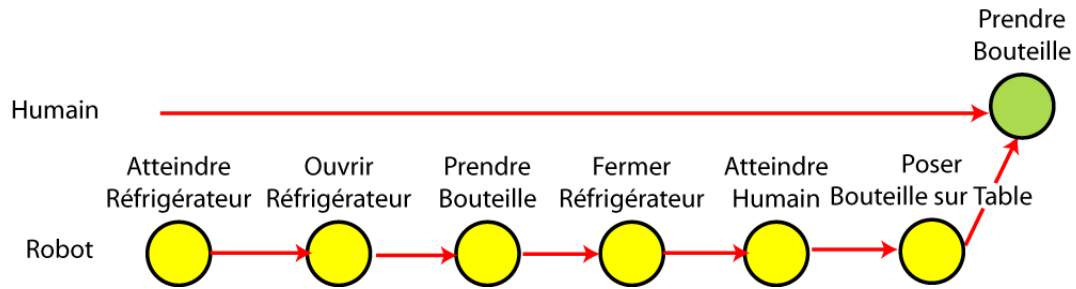 Prendre
Bouteille
Humain
Atteindre
Réfrigérateur
Ouvrir
Réfrigérateur
Prendre
Bouteille
Fermer
Réfrigérateur
Atteindre
Humain
Poser
Bouteille sur Table
Robot